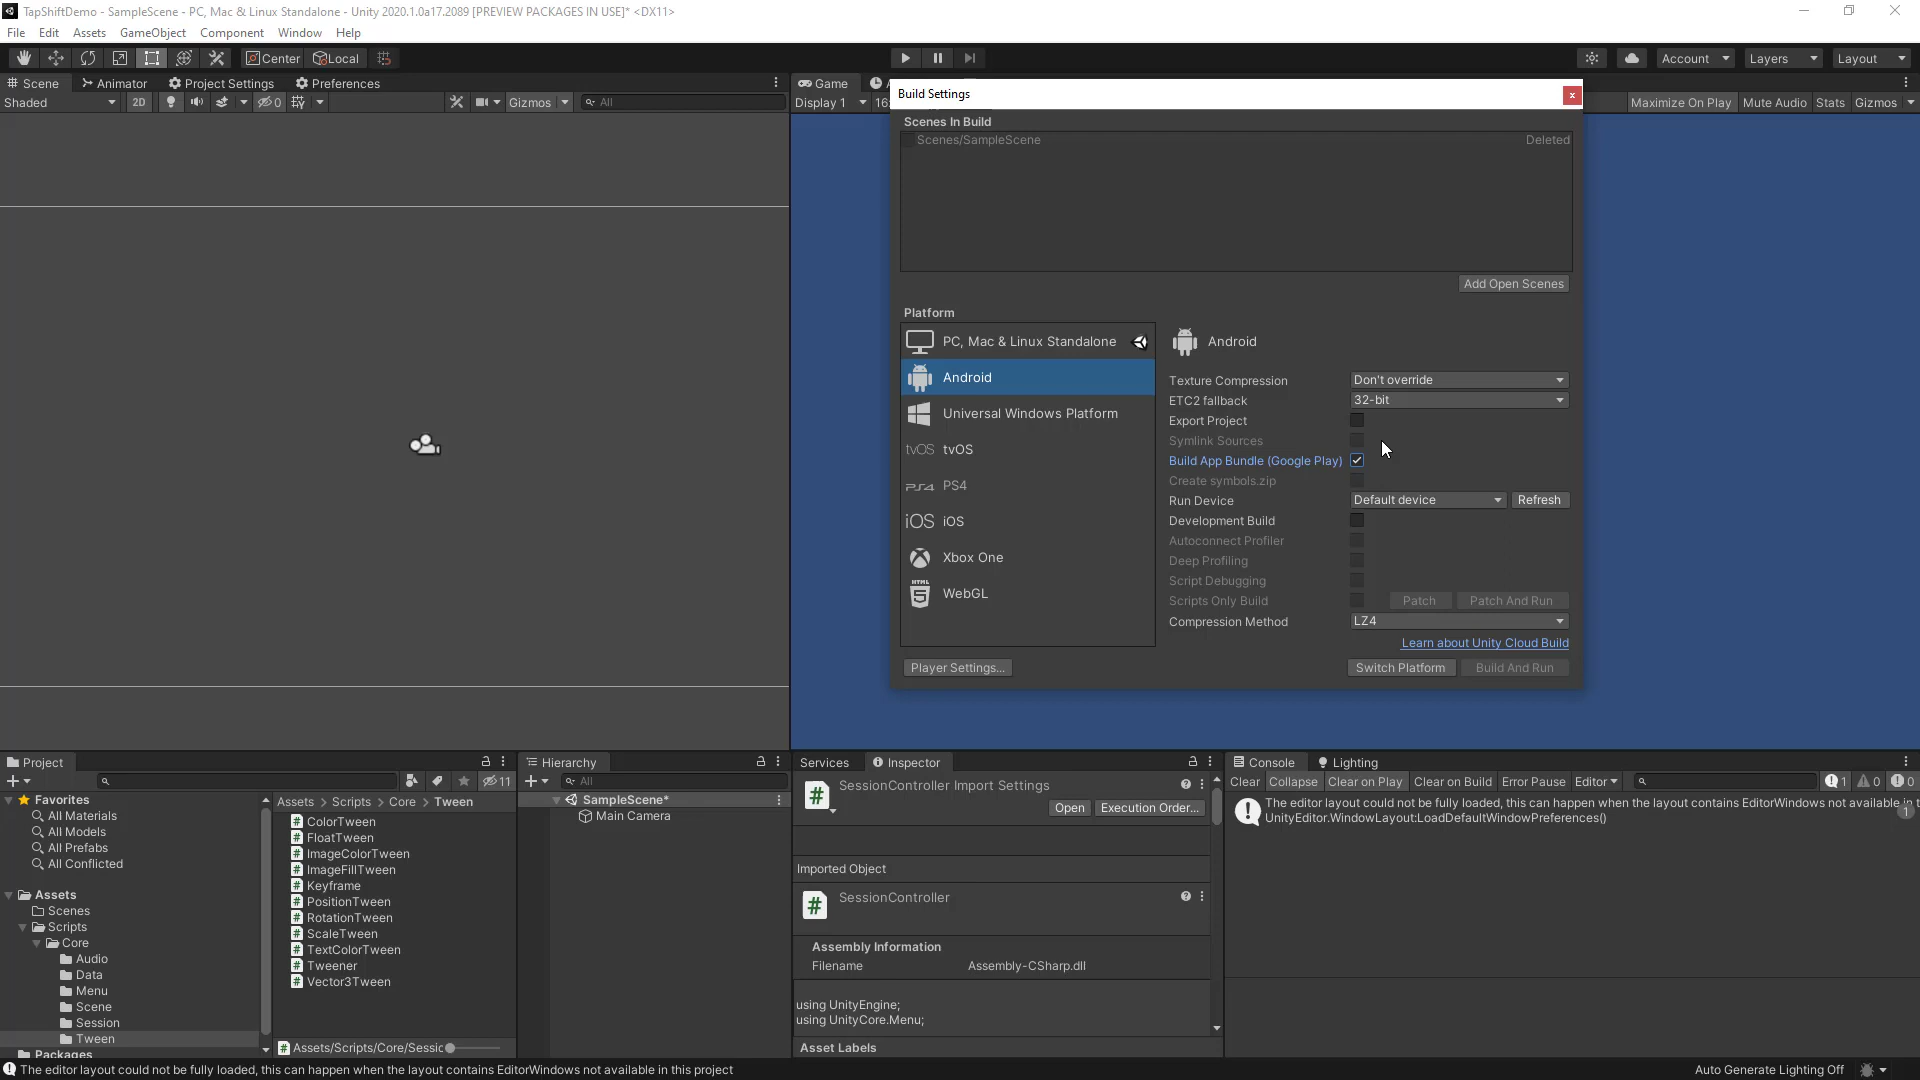 TapShiftDemo - SampleScene - PC, Mac & Linux Standalone - Unity 2020.1.0a17.2089 [PREVIEW PACKAGES IN USE]* <DX11>
File Edit Assets GameObject Component Window Help
Center Local
Account Layers Layout
Scene Animator Project Settings Preferences
Game
Shaded 2D 0 Gizmos All
Display 1 16: Maximize On Play Mute Audio Stats Gizmos
Build Settings
Scenes In Build
Scenes/SampleScene Deleted
Add Open Scenes
Platform
PC, Mac & Linux Standalone
Android
Universal Windows Platform
tvOS tvOS
PS4
iOS iOS
Xbox One
HTML 5 WebGL
Android
Texture Compression Don't override
ETC2 fallback 32-bit
Export Project
Symlink Sources
Build App Bundle (Google Play)
Create symbols.zip
Run Device Default device Refresh
Development Build
Autoconnect Profiler
Deep Profiling
Script Debugging
Scripts Only Build Patch Patch And Run
Compression Method LZ4
Learn about Unity Cloud Build
Player Settings... Switch Platform Build And Run
Project
11
Favorites
All Materials
All Models
All Prefabs
All Conflicted
Assets
Scenes
Scripts
Core
Audio
Data
Menu
Scene
Session
Tween
Packages
Assets > Scripts > Core > Tween
ColorTween
FloatTween
ImageColorTween
ImageFillTween
Keyframe
PositionTween
RotationTween
ScaleTween
TextColorTween
Tweener
Vector3Tween
Assets/Scripts/Core/Sessic
Hierarchy
All
SampleScene*
Main Camera
Services Inspector
SessionController Import Settings
Open Execution Order...
Imported Object
SessionController
Assembly Information
Filename Assembly-CSharp.dll
using UnityEngine;
using UnityCore.Menu;
Asset Labels
Console Lighting
Clear Collapse Clear on Play Clear on Build Error Pause Editor 1 0 0
The editor layout could not be fully loaded, this can happen when the layout contains EditorWindows not available in t
UnityEditor.WindowLayout:LoadDefaultWindowPreferences()
1
The editor layout could not be fully loaded, this can happen when the layout contains EditorWindows not available in this project
Auto Generate Lighting Off